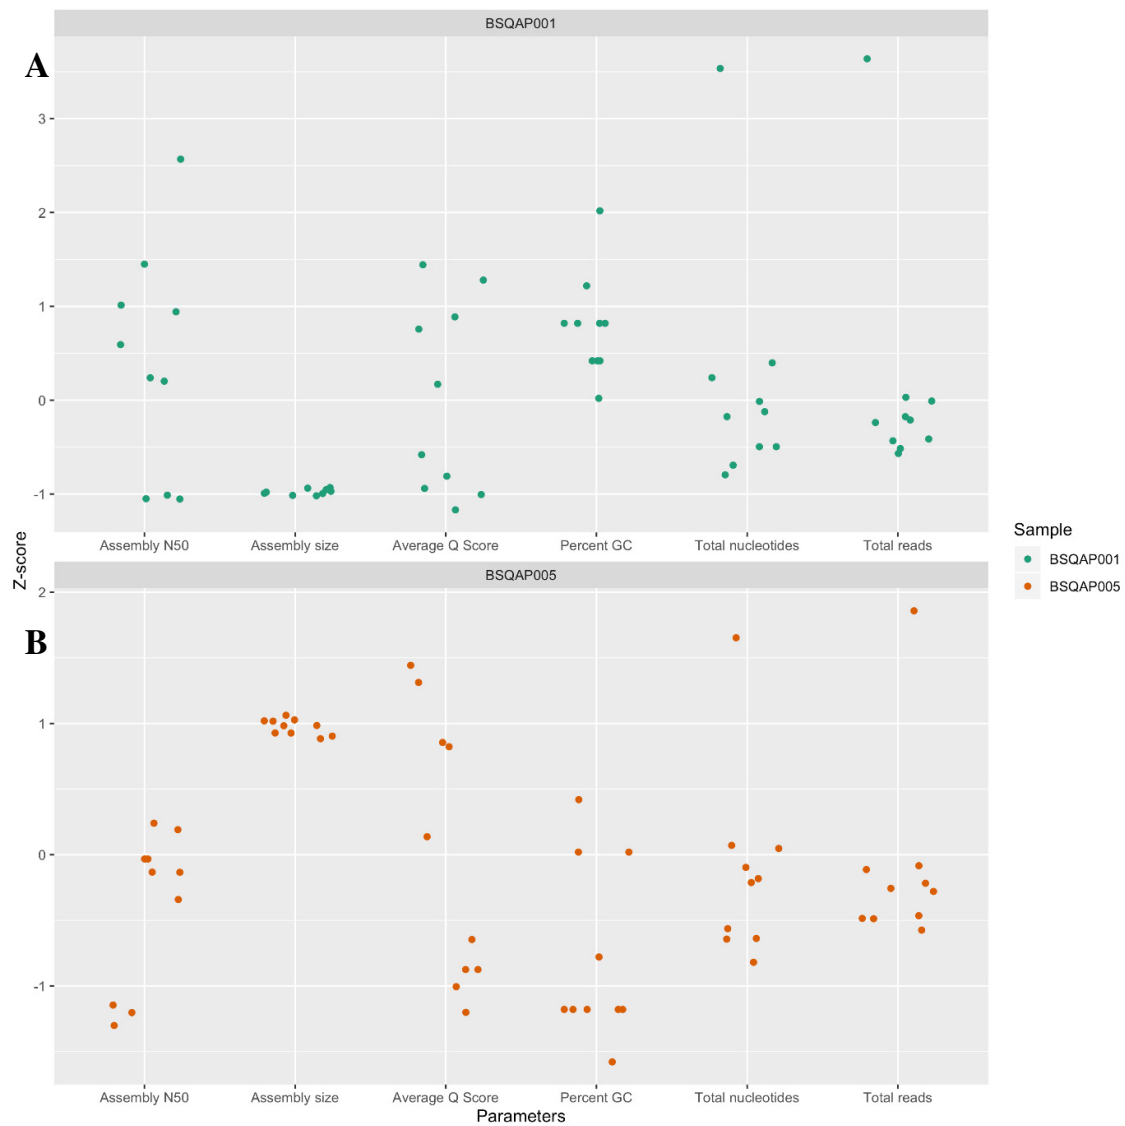 BSQAP001
A
3
2
1
0
-1
Assembly N50 Assembly size Average Q Score Percent GC Total nucleotides Total reads
Z-score
BSQAP005
B
2
1
0
-1
Assembly N50 Assembly size Average Q Score Percent GC Total nucleotides Total reads
Parameters
Sample
BSQAP001
BSQAP005